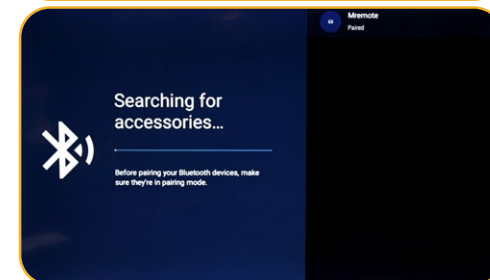 Mremote
Paired
Searching for
accessories...
Before pairing your Bluetooth devices, make
sure they're in pairing mode.